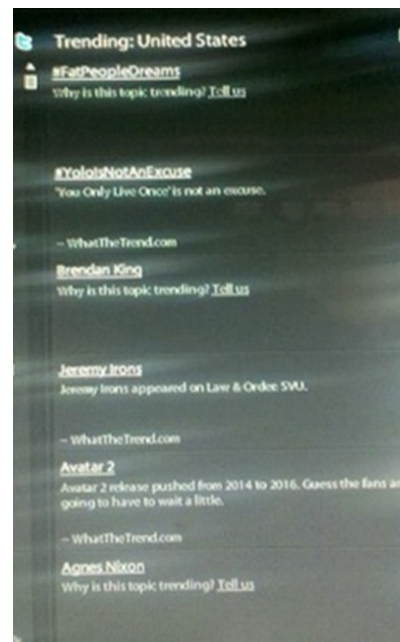 Trending: United States
#FatPeopleDreams
Why is this topic trending? Tell us
#YoloIsNotAnExcuse
'You Only Live Once' is not an excuse.
-- WhatTheTrend.com
Brendan King
Why is this topic trending? Tell us
Jeremy Irons
Jeremy Irons appeared on Law & Order: SVU.
-- WhatTheTrend.com
Avatar 2
Avatar 2 release pushed from 2014 to 2016. Guess the fans a
going to have to wait a little.
-- WhatTheTrend.com
Agnes Nixon
Why is this topic trending? Tell us